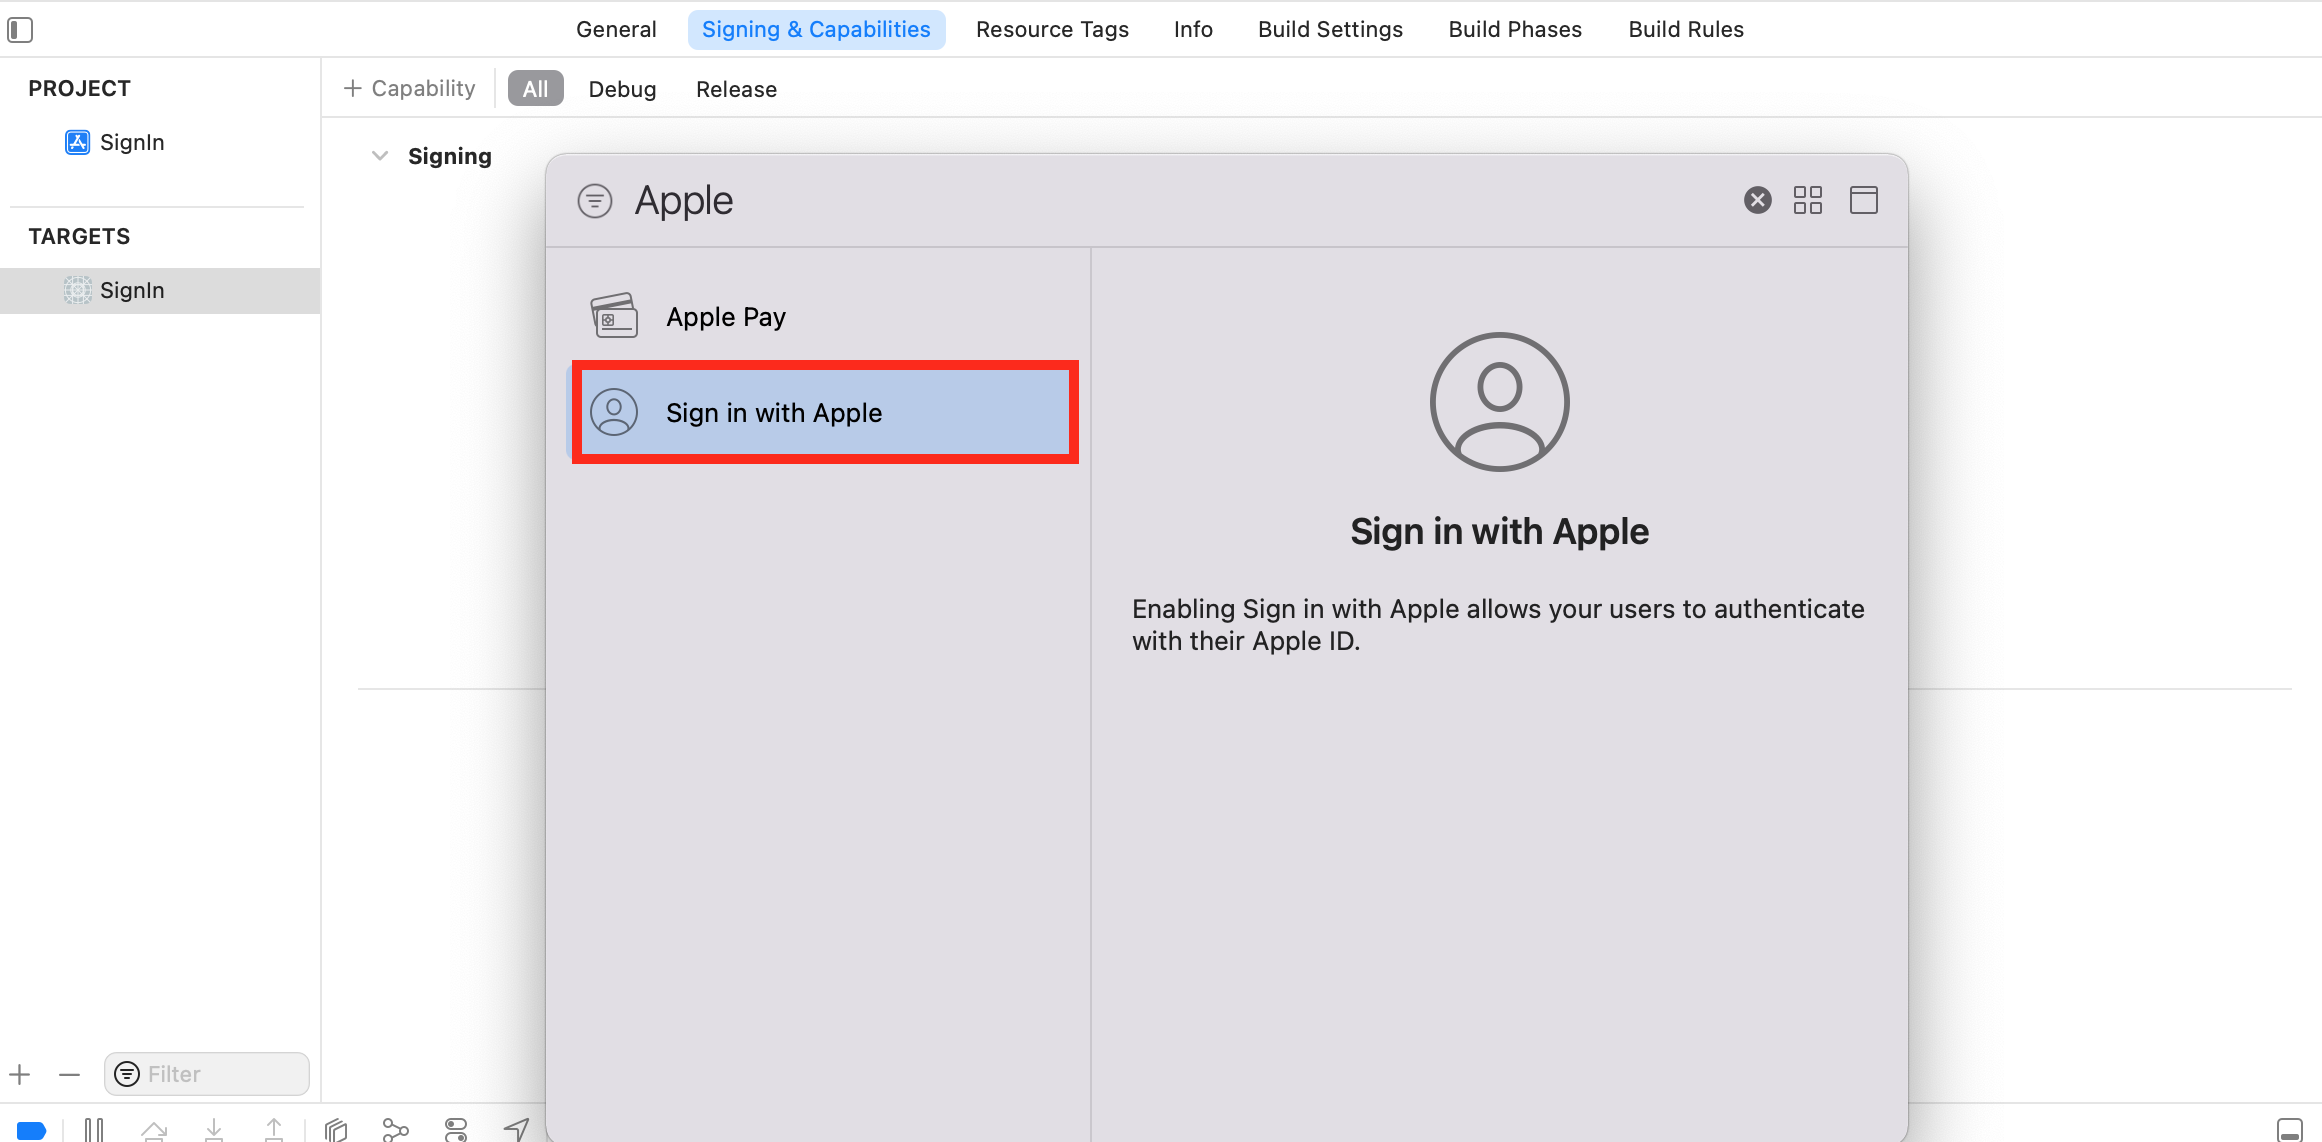 General
Signing & Capabilities
Resource Tags
Info
Build Settings
Build Phases
Build Rules
PROJECT
SignIn
TARGETS
SignIn
+ Capability
All
Debug
Release
Signing
Apple
Apple Pay
Sign in with Apple
Sign in with Apple
Enabling Sign in with Apple allows your users to authenticate
with their Apple ID.
Filter